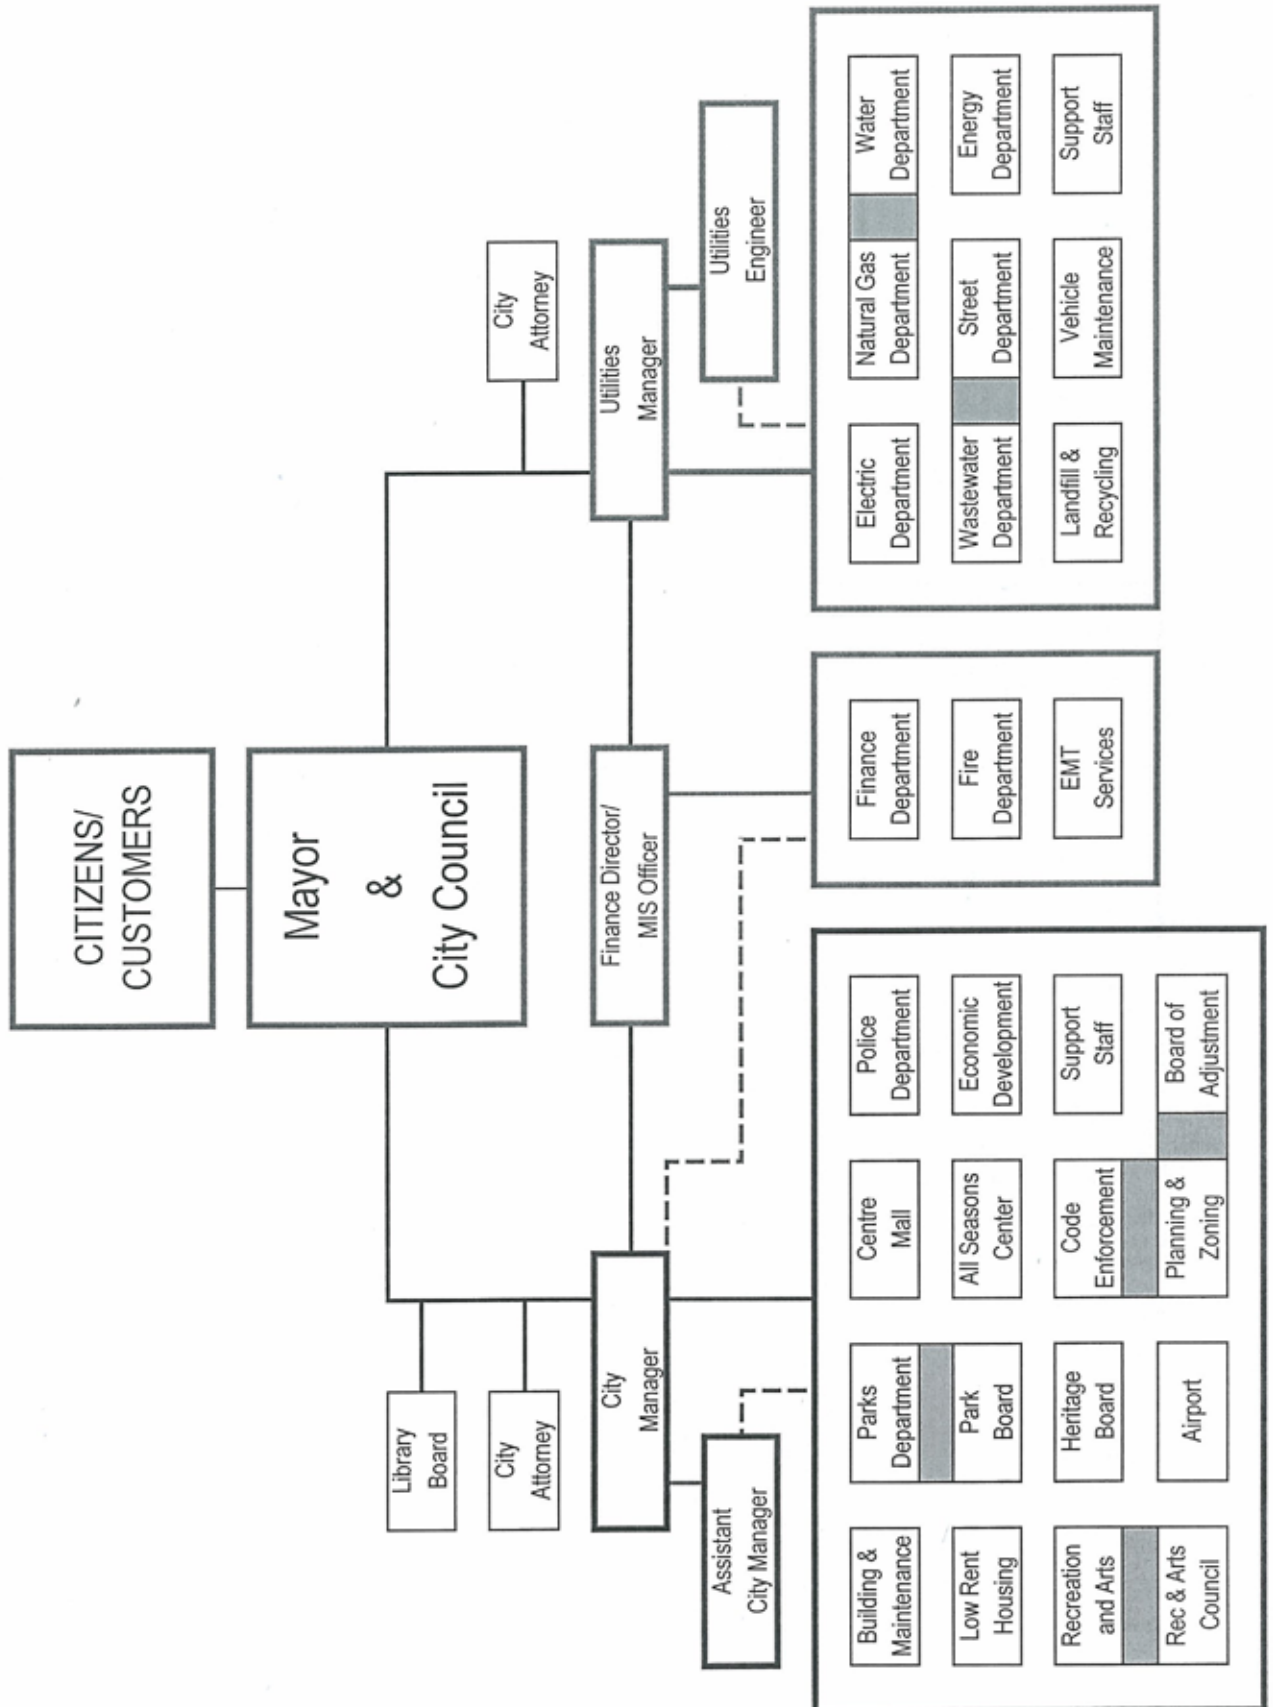 CITIZENS/
CUSTOMERS
Mayor
&
City Council
Library
Board
City
Attorney
City
Attorney
City
Manager
Finance Director/
MIS Officer
Utilities
Manager
Assistant
City Manager
Utilities
Engineer
Building &
Maintenance
Parks
Department
Centre
Mall
Police
Department
Low Rent
Housing
Park
Board
All Seasons
Center
Economic
Development
Recreation
and Arts
Heritage
Board
Code
Enforcement
Support
Staff
Rec & Arts
Council
Airport
Planning &
Zoning
Board of
Adjustment
Finance
Department
Fire
Department
EMT
Services
Electric
Department
Natural Gas
Department
Water
Department
Wastewater
Department
Street
Department
Energy
Department
Landfill &
Recycling
Vehicle
Maintenance
Support
Staff